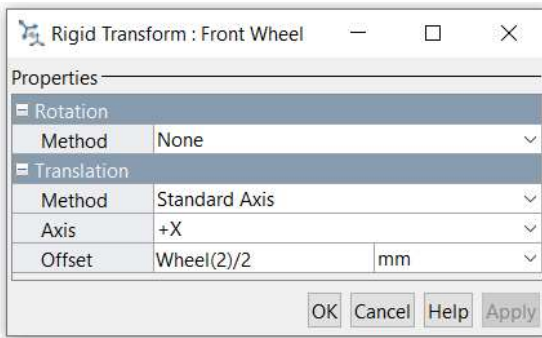 Rigid Transform : Front Wheel
Properties
Rotation
Method None
Translation
Method Standard Axis
Axis +X
Offset Wheel(2)/2 mm
OK Cancel Help Apply